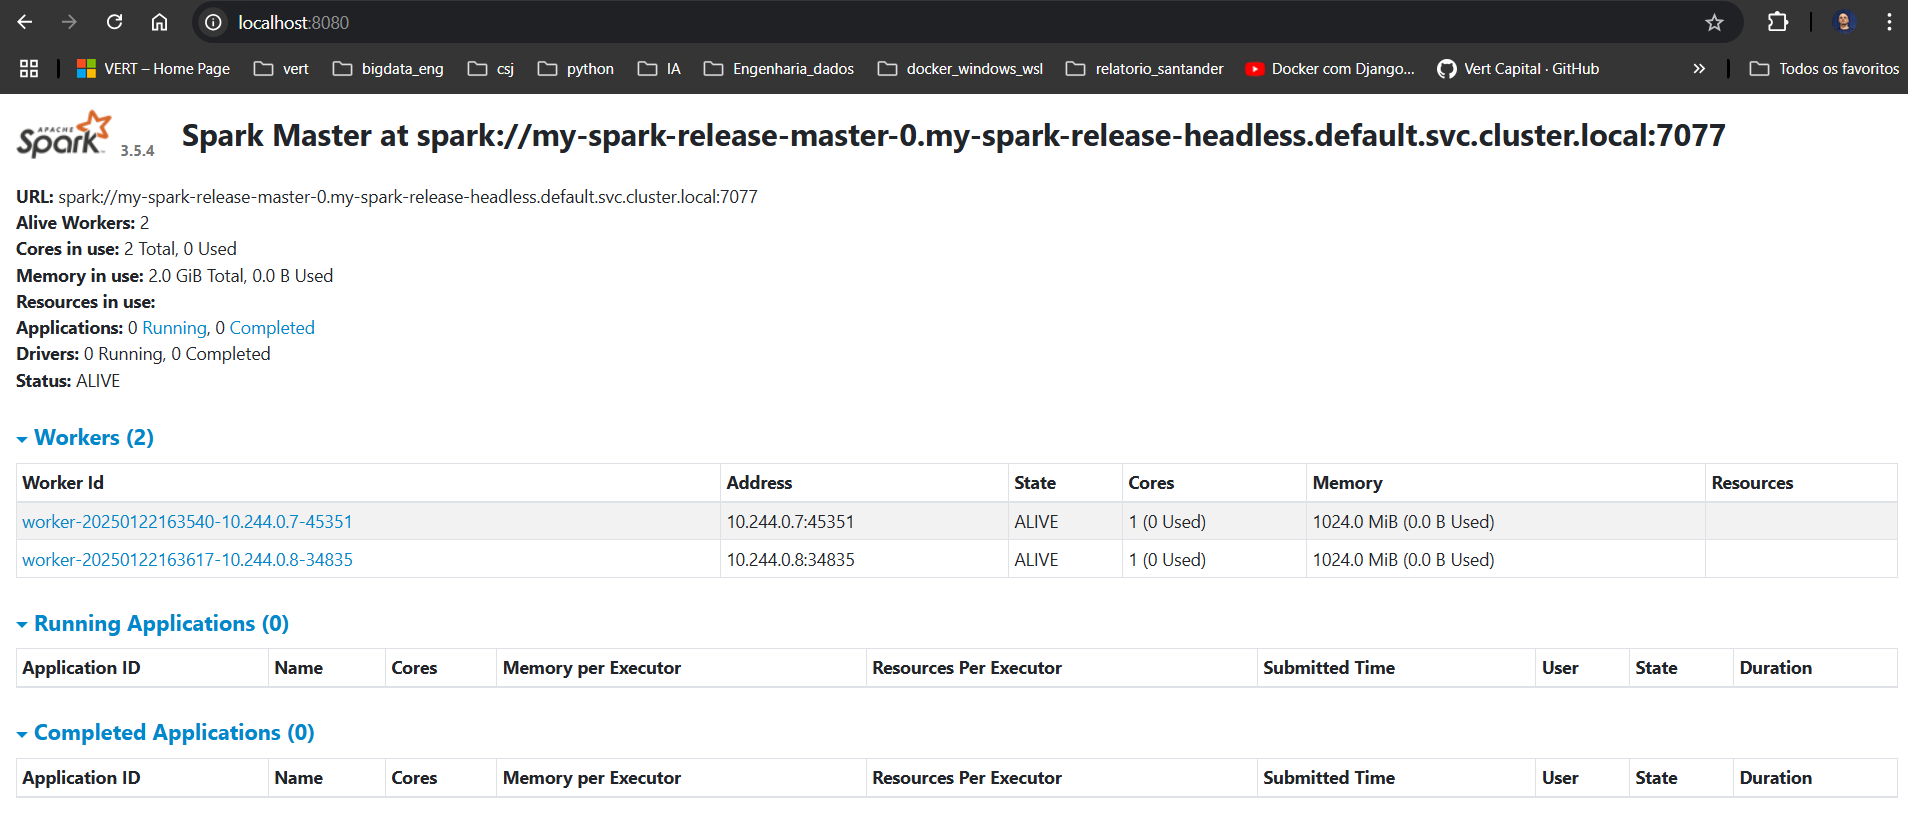 localhost:8080
VERT – Home Page vert bigdata_eng csj python IA Engenharia_dados docker_windows_wsl relatorio_santander Docker com Django... Vert Capital · GitHub » Todos os favoritos
APACHE Spark 3.5.4 Spark Master at spark://my-spark-release-master-0.my-spark-release-headless.default.svc.cluster.local:7077
URL: spark://my-spark-release-master-0.my-spark-release-headless.default.svc.cluster.local:7077
Alive Workers: 2
Cores in use: 2 Total, 0 Used
Memory in use: 2.0 GiB Total, 0.0 B Used
Resources in use:
Applications: 0 Running, 0 Completed
Drivers: 0 Running, 0 Completed
Status: ALIVE
Workers (2)
Worker Id Address State Cores Memory Resources
worker-20250122163540-10.244.0.7-45351 10.244.0.7:45351 ALIVE 1 (0 Used) 1024.0 MiB (0.0 B Used)
worker-20250122163617-10.244.0.8-34835 10.244.0.8:34835 ALIVE 1 (0 Used) 1024.0 MiB (0.0 B Used)
Running Applications (0)
Application ID Name Cores Memory per Executor Resources Per Executor Submitted Time User State Duration
Completed Applications (0)
Application ID Name Cores Memory per Executor Resources Per Executor Submitted Time User State Duration